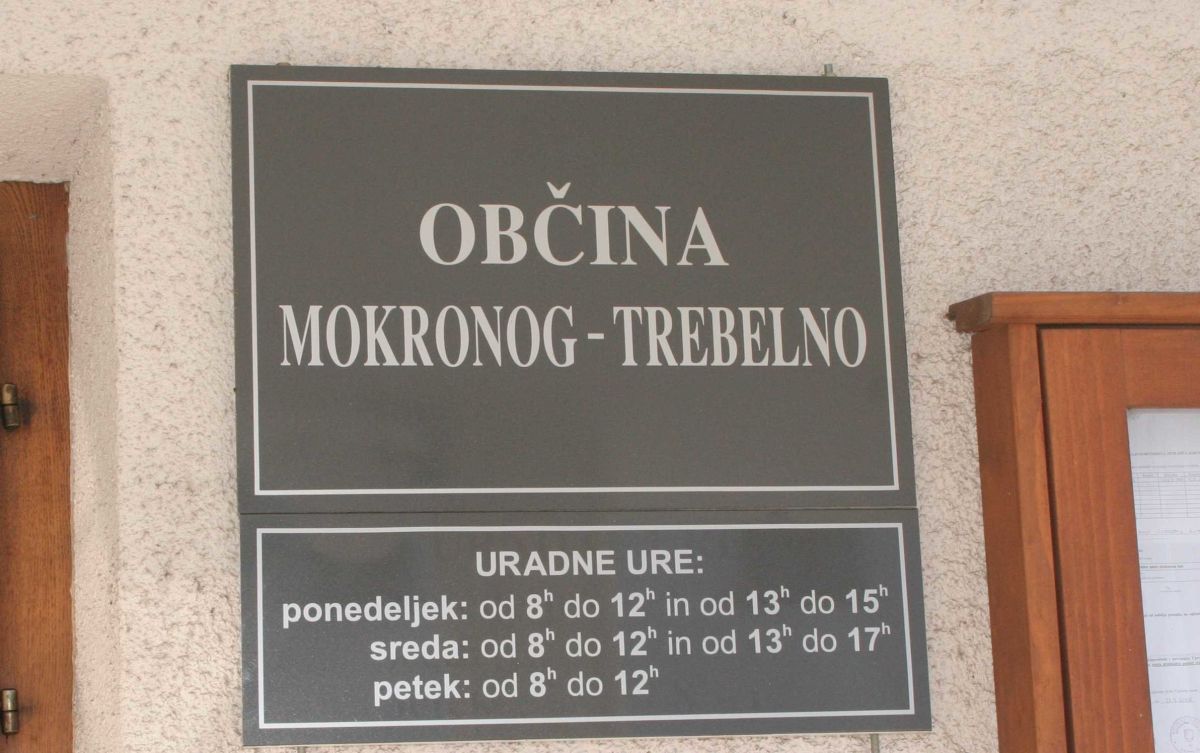 OBČINA
MOKRONOG - TREBELNO
URADNE URE:
ponedeljek: od 8h do 12h in od 13h do 15h
sreda: od 8h do 12h in od 13h do 17h
petek: od 8h do 12h